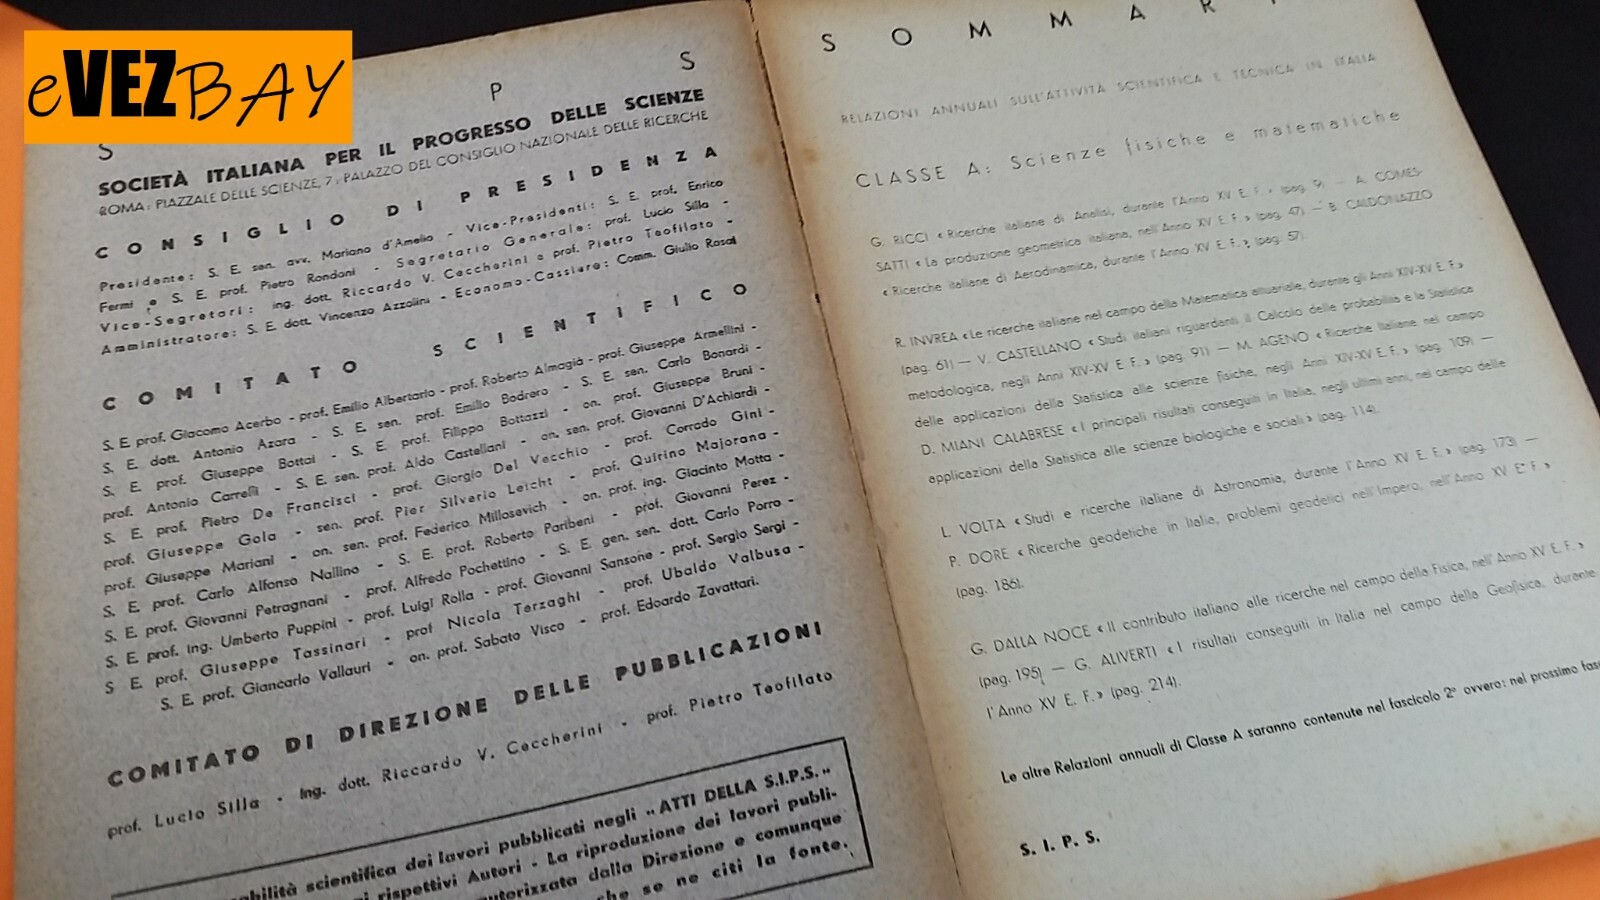 eVEZBAY
S P S
SOCIETÀ ITALIANA PER IL PROGRESSO DELLE SCIENZE
ROMA: PIAZZALE DELLE SCIENZE, 7: PALAZZO DEL CONSIGLIO NAZIONALE DELLE RICERCHE
CONSIGLIO DI PRESIDENZA
Presidente: S. E. sen. avv. Mariano d'Amelio - Vice-Presidenti: S. E. prof. Enrico
Fermi e S. E. prof. Pietro Rondoni - Segretario Generale: prof. Lucio Silla -
Vice-Segretari: ing. dott. Riccardo V. Ceccherini e prof. Pietro Teofilato -
Amministratore: S. E. dott. Vincenzo Azzolini - Economo-Cassiere: Comm. Giulio Rosai
COMITATO SCIENTIFICO
S. E. prof. Giacomo Acerbo - prof. Emilio Albertario - prof. Roberto Almagià - prof. Giuseppe Armellini -
S. E. dott. Antonio Azara - S. E. sen. prof. Emilio Bodrero - S. E. sen. Carlo Bonardi -
S. E. prof. Giuseppe Bottai - S. E. prof. Filippo Bottazzi - on. prof. Giuseppe Bruni -
prof. Antonio Carrelli - S. E. sen. prof. Aldo Castellani - on. sen. prof. Giovanni D'Achiardi -
S. E. prof. Pietro De Francisci - prof. Giorgio Del Vecchio - prof. Corrado Gini -
prof. Giuseppe Gola - sen. prof. Pier Silverio Leicht - prof. Quirino Majorana -
prof. Giuseppe Mariani - on. sen. prof. Federico Millosevich - on. prof. ing. Giacinto Motta -
S. E. prof. Carlo Alfonso Nallino - S. E. prof. Roberto Paribeni - prof. Giovanni Perez -
S. E. prof. Giovanni Petragnani - prof. Alfredo Pochettino - S. E. gen. sen. dott. Carlo Porro -
S. E. prof. ing. Umberto Puppini - prof. Luigi Rolla - prof. Giovanni Sansone - prof. Sergio Sergi -
S E. prof. Giuseppe Tassinari - prof Nicola Terzaghi - prof. Ubaldo Valbusa -
S. E. prof. Giancarlo Vallauri - on. prof. Sabato Visco - prof. Edoardo Zavattari.
COMITATO DI DIREZIONE DELLE PUBBLICAZIONI
prof. Lucio Silla - Ing. dott. Riccardo V. Ceccherini - prof. Pietro Teofilato
scientifica dei lavori pubblicati negli „ATTI DELLA S.I.P.S."
rispettivi Autori - La riproduzione dei lavori pubbli-
autorizzata dalla Direzione e comunque
che se ne citi la fonte.
SOMMAR
RELAZIONI ANNUALI SULL'ATTIVITÀ SCIENTIFICA E TECNICA IN ITALIA
CLASSE A: Scienze fisiche e matematiche
G. RICCI « Ricerche italiane di Analisi, durante l'Anno XV E. F. » (pag. 9) — A. COMES-
SATTI « La produzione geometrica italiana, nell'Anno XV E. F. » (pag. 47) — B. CALDONAZZO
« Ricerche italiane di Aerodinamica, durante l'Anno XV E. F. » (pag. 57).
R. INVREA « Le ricerche italiane nel campo della Matematica attuariale, durante gli Anni XIV-XV E. F.»
(pag. 61) — V. CASTELLANO « Studi italiani riguardanti il Calcolo delle probabilità e la Statistica
metodologica, negli Anni XIV-XV E. F. » (pag. 91) — M. AGENO « Ricerche italiane nel campo
delle applicazioni della Statistica alle scienze fisiche, negli Anni XIV-XV E. F. » (pag. 109) —
D. MIANI CALABRESE « I principali risultati conseguiti in Italia, negli ultimi anni, nel campo delle
applicazioni della Statistica alle scienze biologiche e sociali » (pag. 114).
L. VOLTA « Studi e ricerche italiane di Astronomia, durante l'Anno XV E. F. » (pag. 173) —
P. DORE « Ricerche geodetiche in Italia, problemi geodetici nell'Impero, nell'Anno XV E. F. »
(pag. 186).
G. DALLA NOCE « Il contributo italiano alle ricerche nel campo della Fisica, nell'Anno XV E. F. »
(pag. 195) — G. ALIVERTI « I risultati conseguiti in Italia nel campo della Geofisica, durante
l'Anno XV E. F. » (pag. 214).
Le altre Relazioni annuali di Classe A saranno contenute nel fascicolo 2º ovvero: nel prossimo
S. I. P. S.